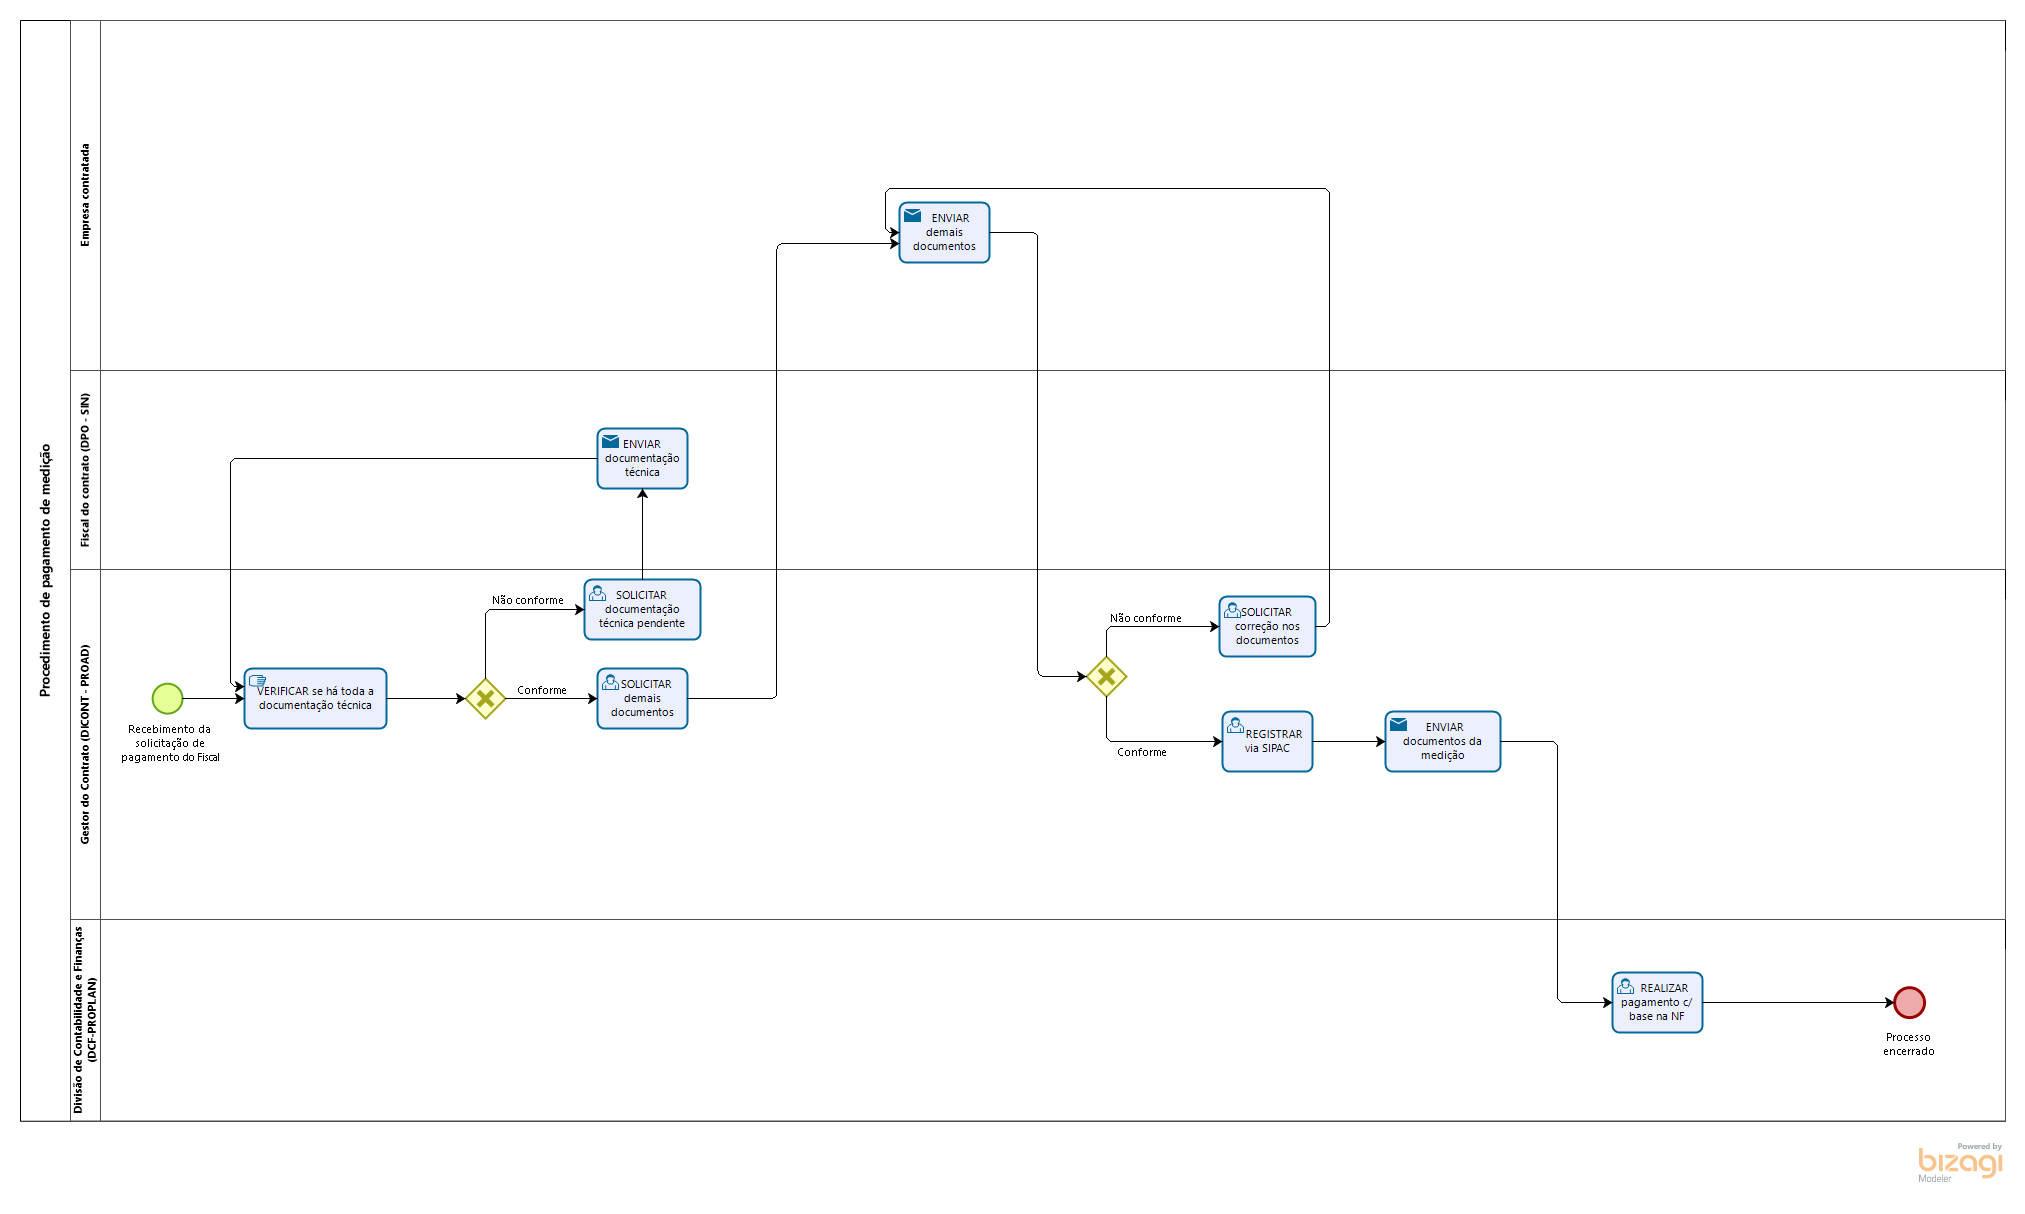 Procedimento de pagamento de medição
Empresa contratada
ENVIAR
demais
documentos
Fiscal do contrato (DPO - SIN)
ENVIAR
documentação
técnica
Gestor do Contrato (DICONT - PROAD)
Recebimento da
solicitação de
pagamento do Fiscal
VERIFICAR se há toda a
documentação técnica
Não conforme
SOLICITAR
documentação
técnica pendente
Conforme
SOLICITAR
demais
documentos
Não conforme
SOLICITAR
correção nos
documentos
Conforme
REGISTRAR
via SIPAC
ENVIAR
documentos da
medição
Divisão de Contabilidade e Finanças
(DCF-PROPLAN)
REALIZAR
pagamento c/
base na NF
Processo
encerrado
Powered by
bizagi
Modeler